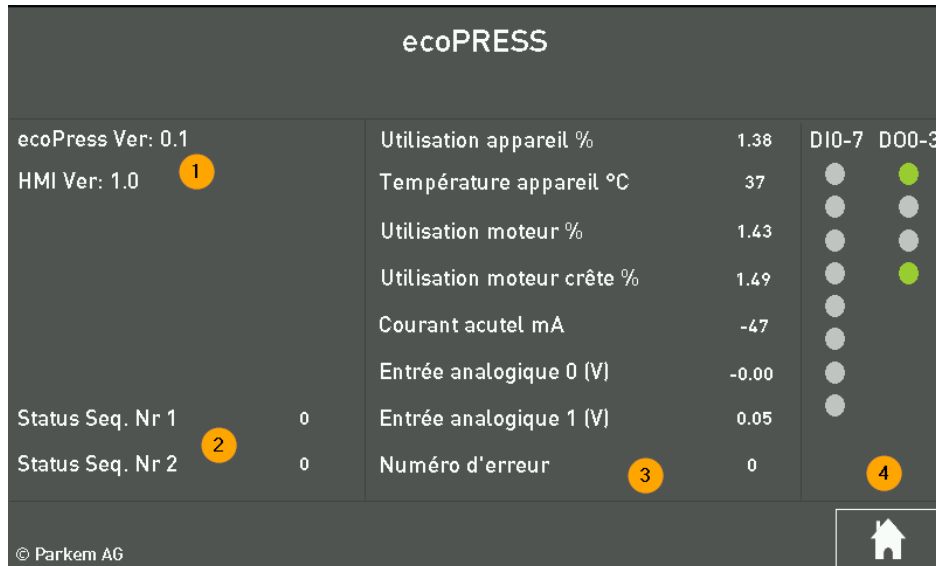 ecoPRESS
ecoPress Ver: 0.1
HMI Ver: 1.0
1
Status Seq. Nr 1 0
Status Seq. Nr 2 0
2
Utilisation appareil % 1.38
Température appareil °C 37
Utilisation moteur % 1.43
Utilisation moteur crête % 1.49
Courant acutel mA -47
Entrée analogique 0 (V) -0.00
Entrée analogique 1 (V) 0.05
Numéro d'erreur 0
3
DI0-7 DO0-3
4
© Parkem AG